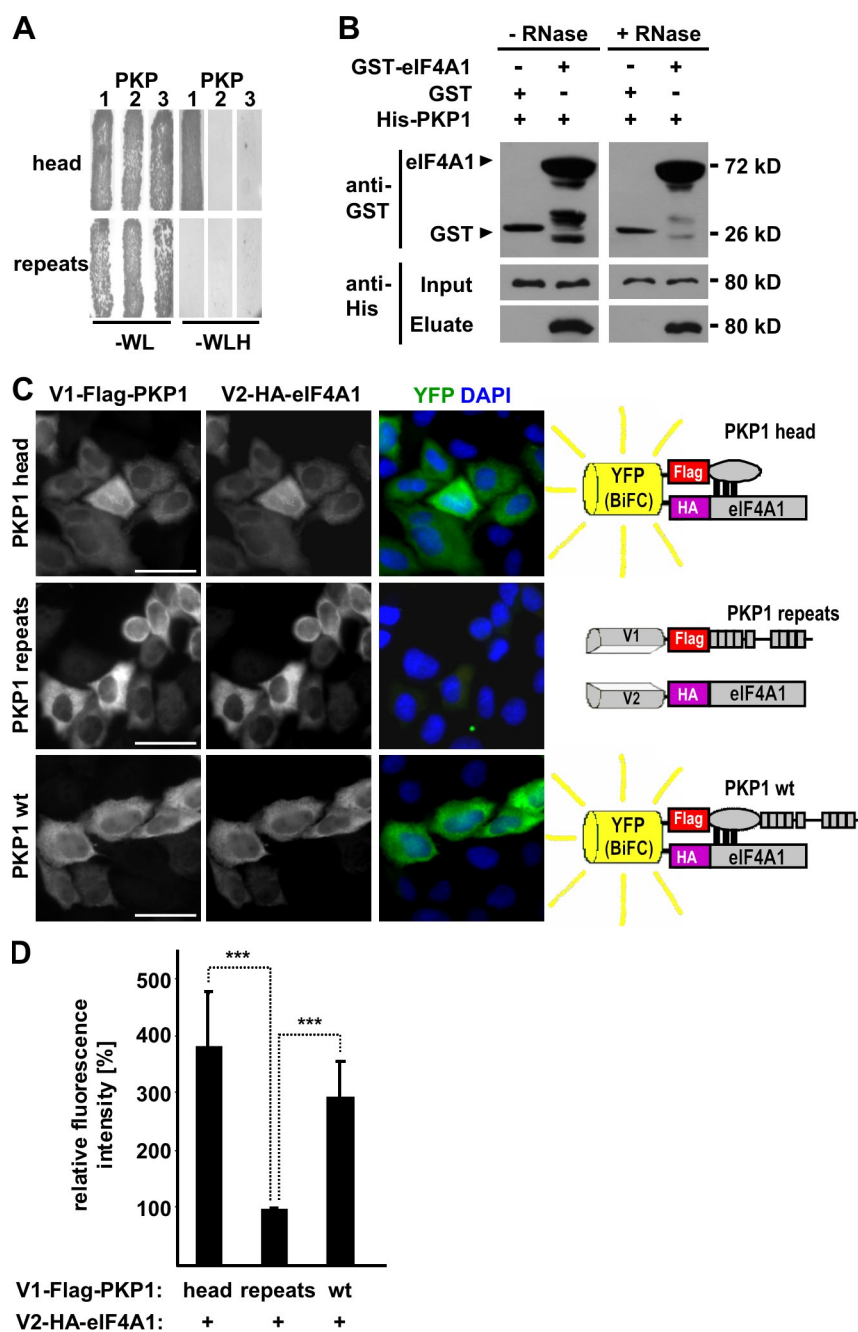 A
PKP PKP
1 2 3 1 2 3
head
repeats
-WL -WLH
B
- RNase + RNase
GST-eIF4A1 - + - +
GST + - + -
His-PKP1 + + + +
anti-GST
eIF4A1
72 kD
GST
26 kD
anti-His
Input
80 kD
Eluate
80 kD
C
V1-Flag-PKP1 V2-HA-eIF4A1 YFP DAPI
PKP1 head
PKP1 head
YFP (BiFC)
Flag
HA eIF4A1
PKP1 repeats
PKP1 repeats
V1 Flag
V2 HA eIF4A1
PKP1 wt
PKP1 wt
YFP (BiFC)
Flag
HA eIF4A1
D
relative fluorescence
intensity [%]
500
400
300
200
100
***
***
V1-Flag-PKP1: head repeats wt
V2-HA-eIF4A1: + + +